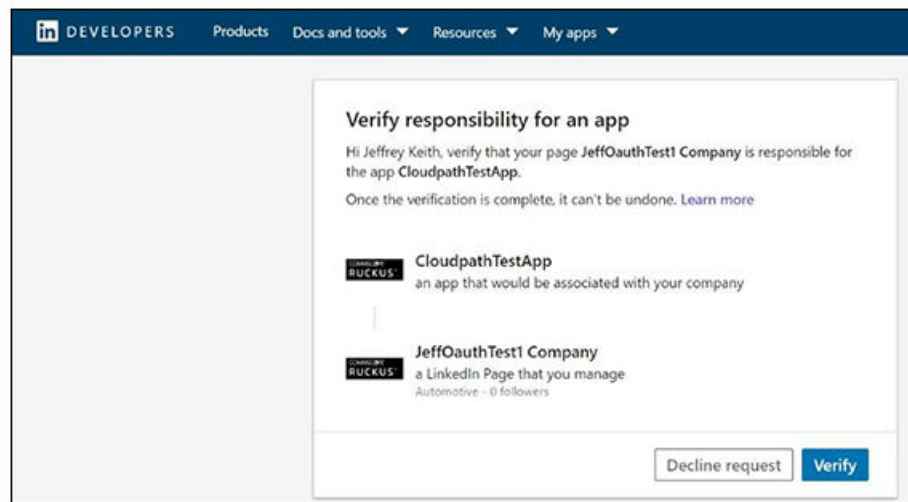 in DEVELOPERS Products Docs and tools Resources My apps
Verify responsibility for an app
Hi Jeffrey Keith, verify that your page JeffOauthTest1 Company is responsible for
the app CloudpathTestApp.
Once the verification is complete, it can't be undone. Learn more
COMMSCOPE
RUCKUS
CloudpathTestApp
an app that would be associated with your company
COMMSCOPE
RUCKUS
JeffOauthTest1 Company
a LinkedIn Page that you manage
Automotive - 0 followers
Decline request Verify